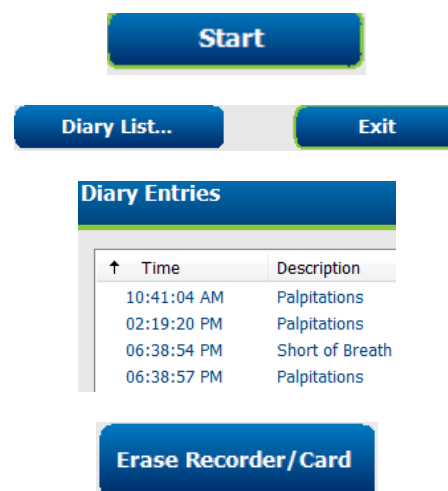 Start
Diary List... Exit
Diary Entries
↑ Time Description
10:41:04 AM Palpitations
02:19:20 PM Palpitations
06:38:54 PM Short of Breath
06:38:57 PM Palpitations
Erase Recorder/Card